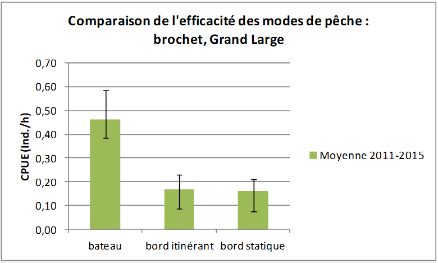 Comparaison de l'efficacité des modes de pêche :
brochet, Grand Large
CPUE (Ind./h)
0,70
0,60
0,50
0,40
0,30
0,20
0,10
0,00
bateau
bord itinérant
bord statique
Moyenne 2011-2015